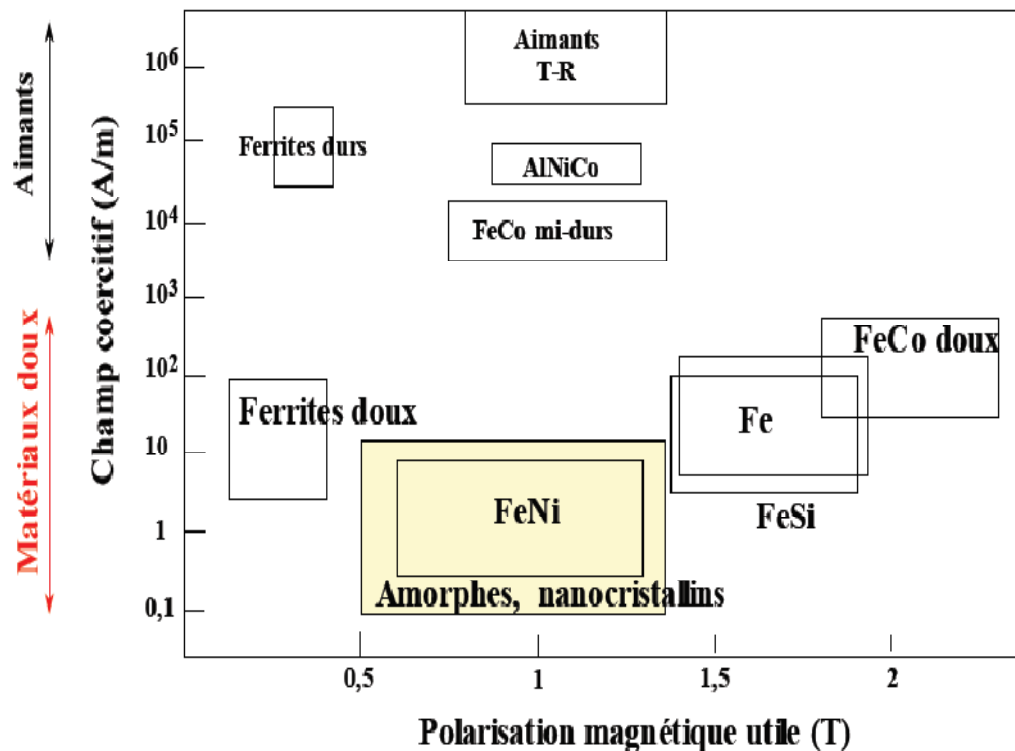 Aimants
Matériaux doux
Champ coercitif (A/m)
10⁶
10⁵
10⁴
10³
10²
10
1
0,1
Aimants
T-R
Ferrites durs
AlNiCo
FeCo mi-durs
FeCo doux
Ferrites doux
Fe
FeNi
FeSi
Amorphes, nanocristallins
0,5
1
1,5
2
Polarisation magnétique utile (T)